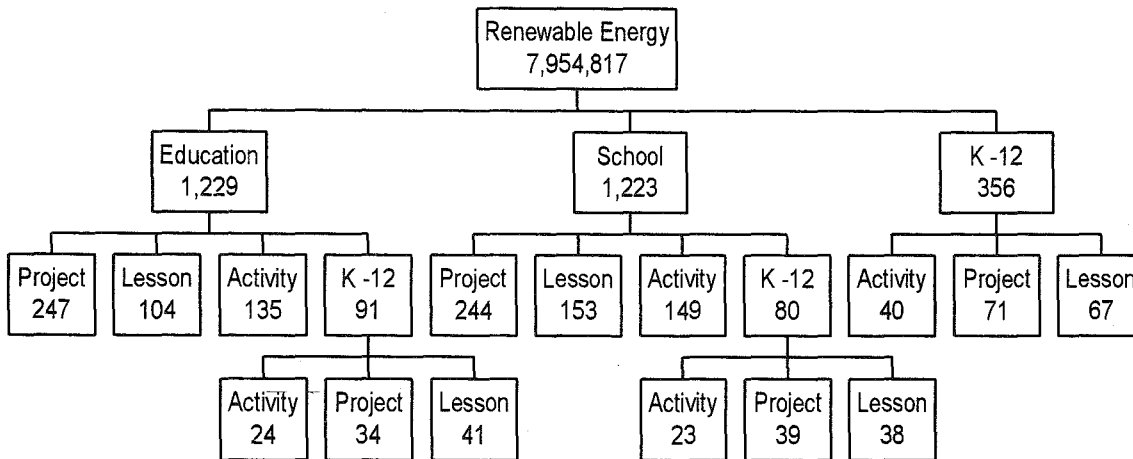 Renewable Energy
7,954,817
Education
1,229
School
1,223
K -12
356
Project
247
Lesson
104
Activity
135
K -12
91
Project
244
Lesson
153
Activity
149
K -12
80
Activity
40
Project
71
Lesson
67
Activity
24
Project
34
Lesson
41
Activity
23
Project
39
Lesson
38